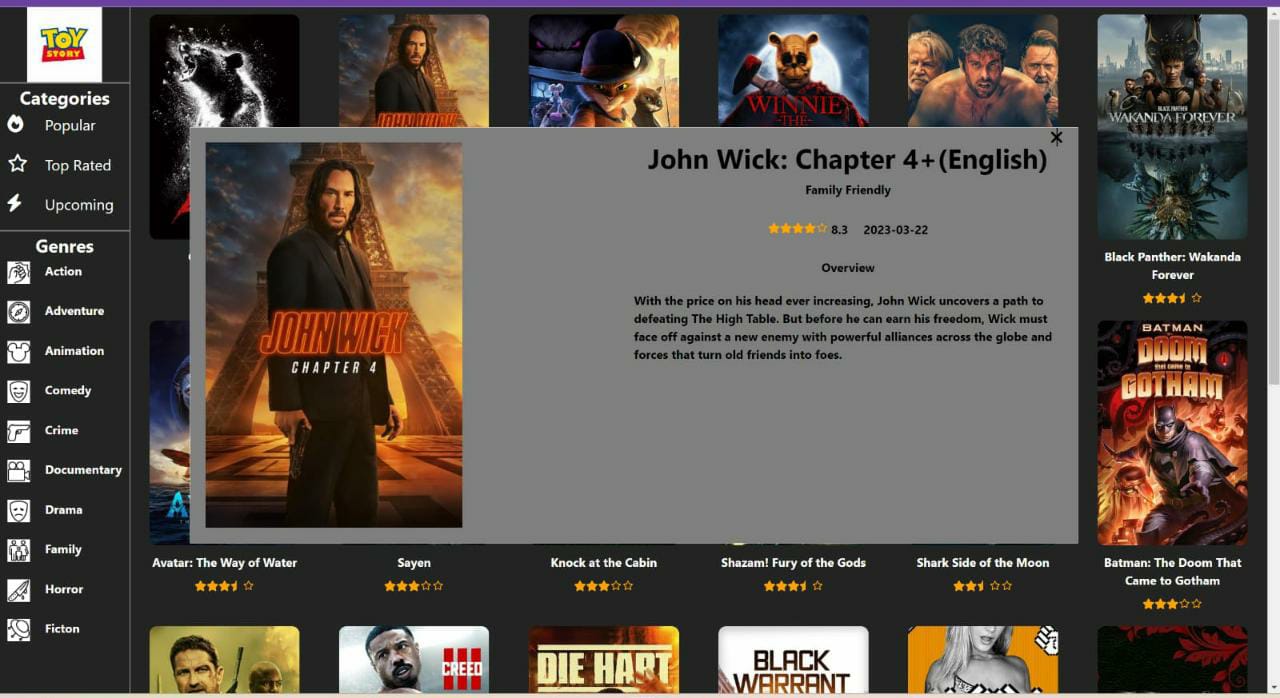 TOY
STORY
Categories
Popular
Top Rated
Upcoming
Genres
Action
Adventure
Animation
Comedy
Crime
Documentary
Drama
Family
Horror
Ficton
JOHN WICK
WINNIE
-THE-
BLACK PANTHER
WAKANDA FOREVER
Black Panther: Wakanda
Forever
JOHN WICK
CHAPTER 4
John Wick: Chapter 4+(English)
Family Friendly
8.3 2023-03-22
Overview
With the price on his head ever increasing, John Wick uncovers a path to
defeating The High Table. But before he can earn his freedom, Wick must
face off against a new enemy with powerful alliances across the globe and
forces that turn old friends into foes.
BATMAN
DOOM
that came to
GOTHAM
Avatar: The Way of Water
Sayen
Knock at the Cabin
Shazam! Fury of the Gods
Shark Side of the Moon
Batman: The Doom That
Came to Gotham
CREED
III
DIE HART
BLACK
WARRANT